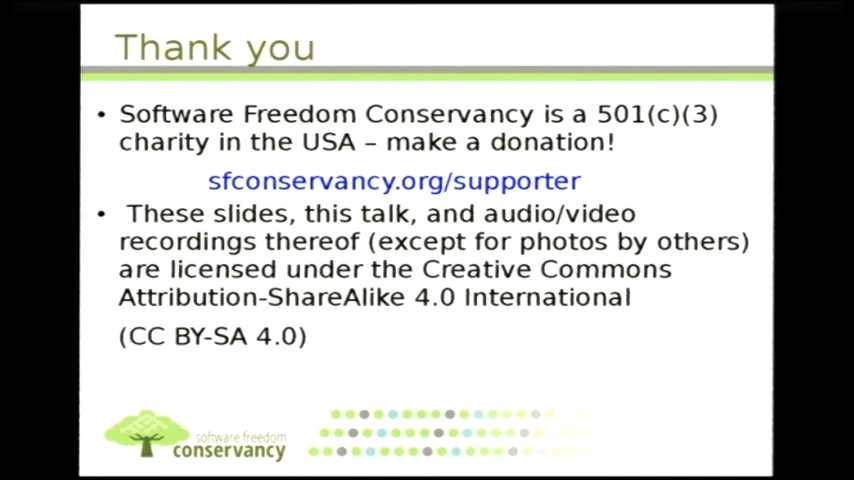 Thank you
• Software Freedom Conservancy is a 501(c)(3)
charity in the USA – make a donation!
sfconservancy.org/supporter
• These slides, this talk, and audio/video
recordings thereof (except for photos by others)
are licensed under the Creative Commons
Attribution-ShareAlike 4.0 International
(CC BY-SA 4.0)
software freedom
conservancy